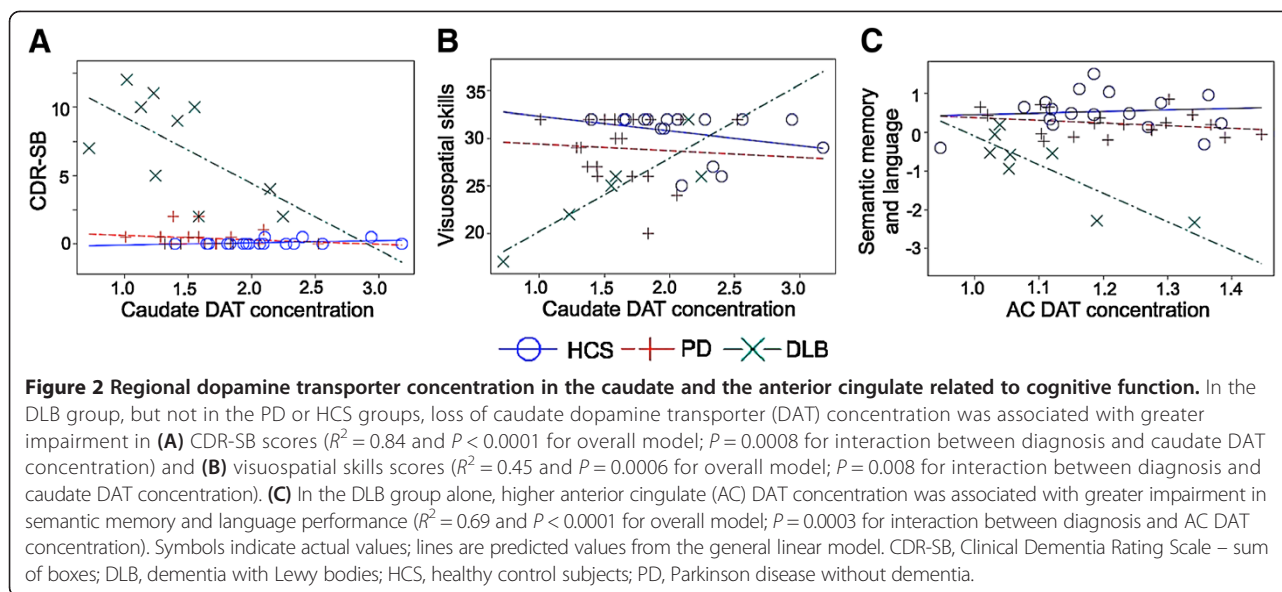 A
B
C
CDR-SB
10
5
0
1.0 1.5 2.0 2.5 3.0
Caudate DAT concentration
Visuospatial skills
35
30
25
20
1.0 1.5 2.0 2.5 3.0
Caudate DAT concentration
Semantic memory
and language
1
0
-1
-2
-3
1.0 1.1 1.2 1.3 1.4
AC DAT concentration
HCS PD DLB
Figure 2 Regional dopamine transporter concentration in the caudate and the anterior cingulate related to cognitive function. In the
DLB group, but not in the PD or HCS groups, loss of caudate dopamine transporter (DAT) concentration was associated with greater
impairment in (A) CDR-SB scores (R² = 0.84 and P < 0.0001 for overall model; P = 0.0008 for interaction between diagnosis and caudate DAT
concentration) and (B) visuospatial skills scores (R² = 0.45 and P = 0.0006 for overall model; P = 0.008 for interaction between diagnosis and
caudate DAT concentration). (C) In the DLB group alone, higher anterior cingulate (AC) DAT concentration was associated with greater impairment in
semantic memory and language performance (R² = 0.69 and P < 0.0001 for overall model; P = 0.0003 for interaction between diagnosis and AC DAT
concentration). Symbols indicate actual values; lines are predicted values from the general linear model. CDR-SB, Clinical Dementia Rating Scale – sum
of boxes; DLB, dementia with Lewy bodies; HCS, healthy control subjects; PD, Parkinson disease without dementia.